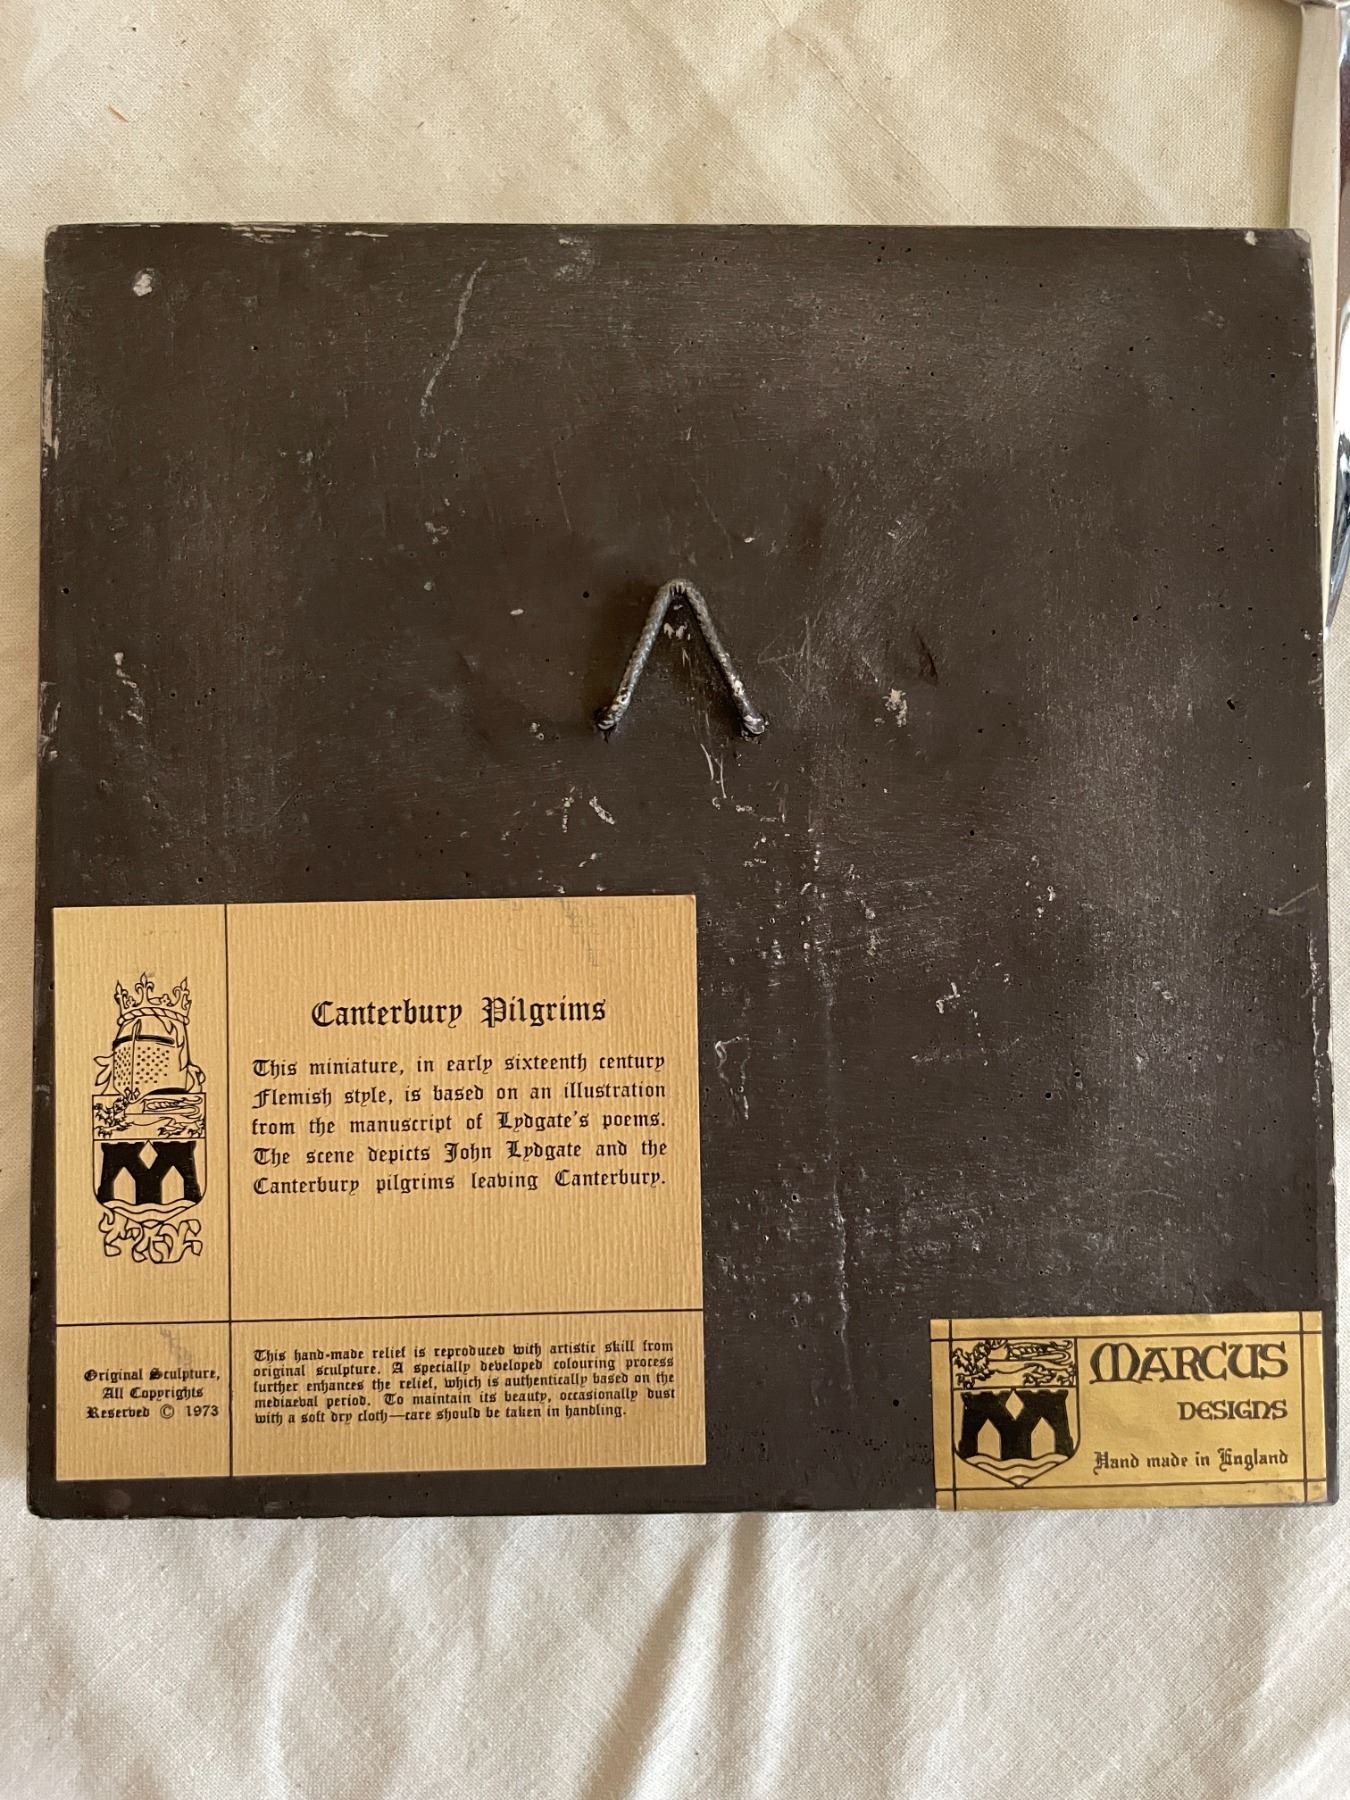 Canterbury Pilgrims
This miniature, in early sixteenth century
Flemish style, is based on an illustration
from the manuscript of Lydgate's poems.
The scene depicts John Lydgate and the
Canterbury pilgrims leaving Canterbury.
Original Sculpture,
All Copyrights
Reserved © 1973
This hand-made relief is reproduced with artistic skill from
original sculpture. A specially developed colouring process
further enhances the relief, which is authentically based on the
mediaeval period. To maintain its beauty, occasionally dust
with a soft dry cloth—care should be taken in handling.
MARCUS
DESIGNS
Hand made in England